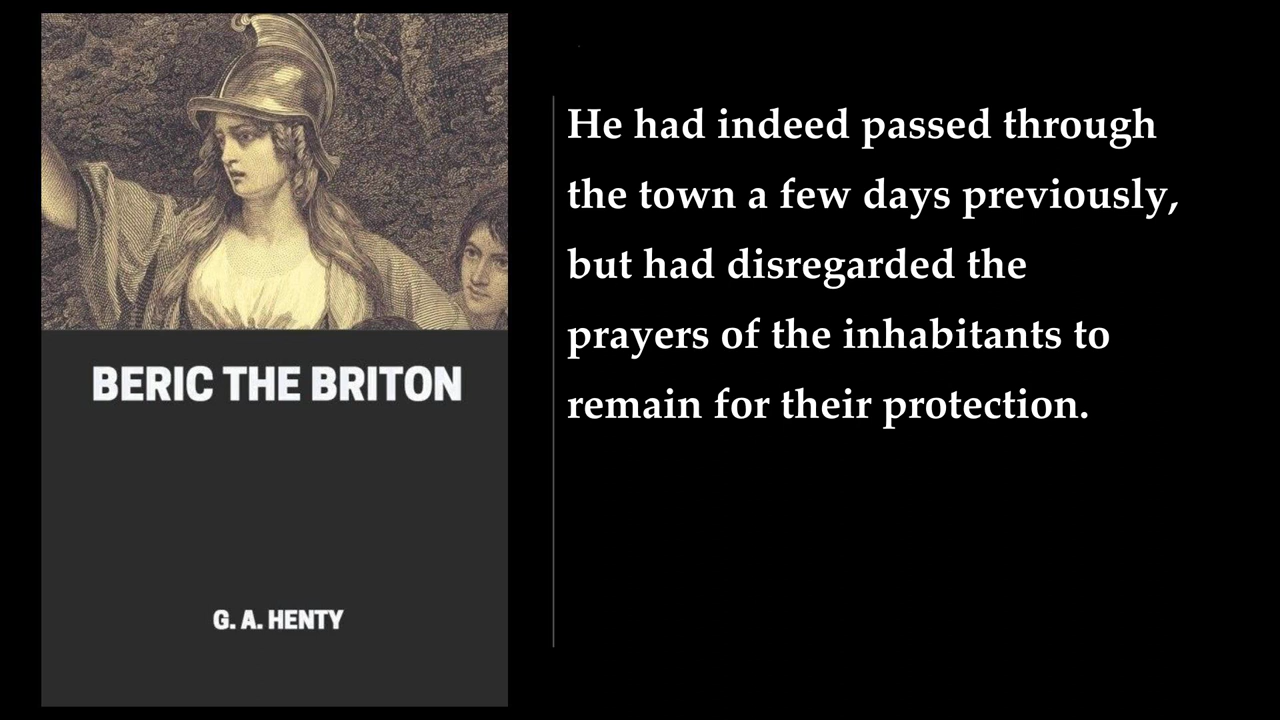 BERIC THE BRITON
G. A. HENTY
He had indeed passed through
the town a few days previously,
but had disregarded the
prayers of the inhabitants to
remain for their protection.